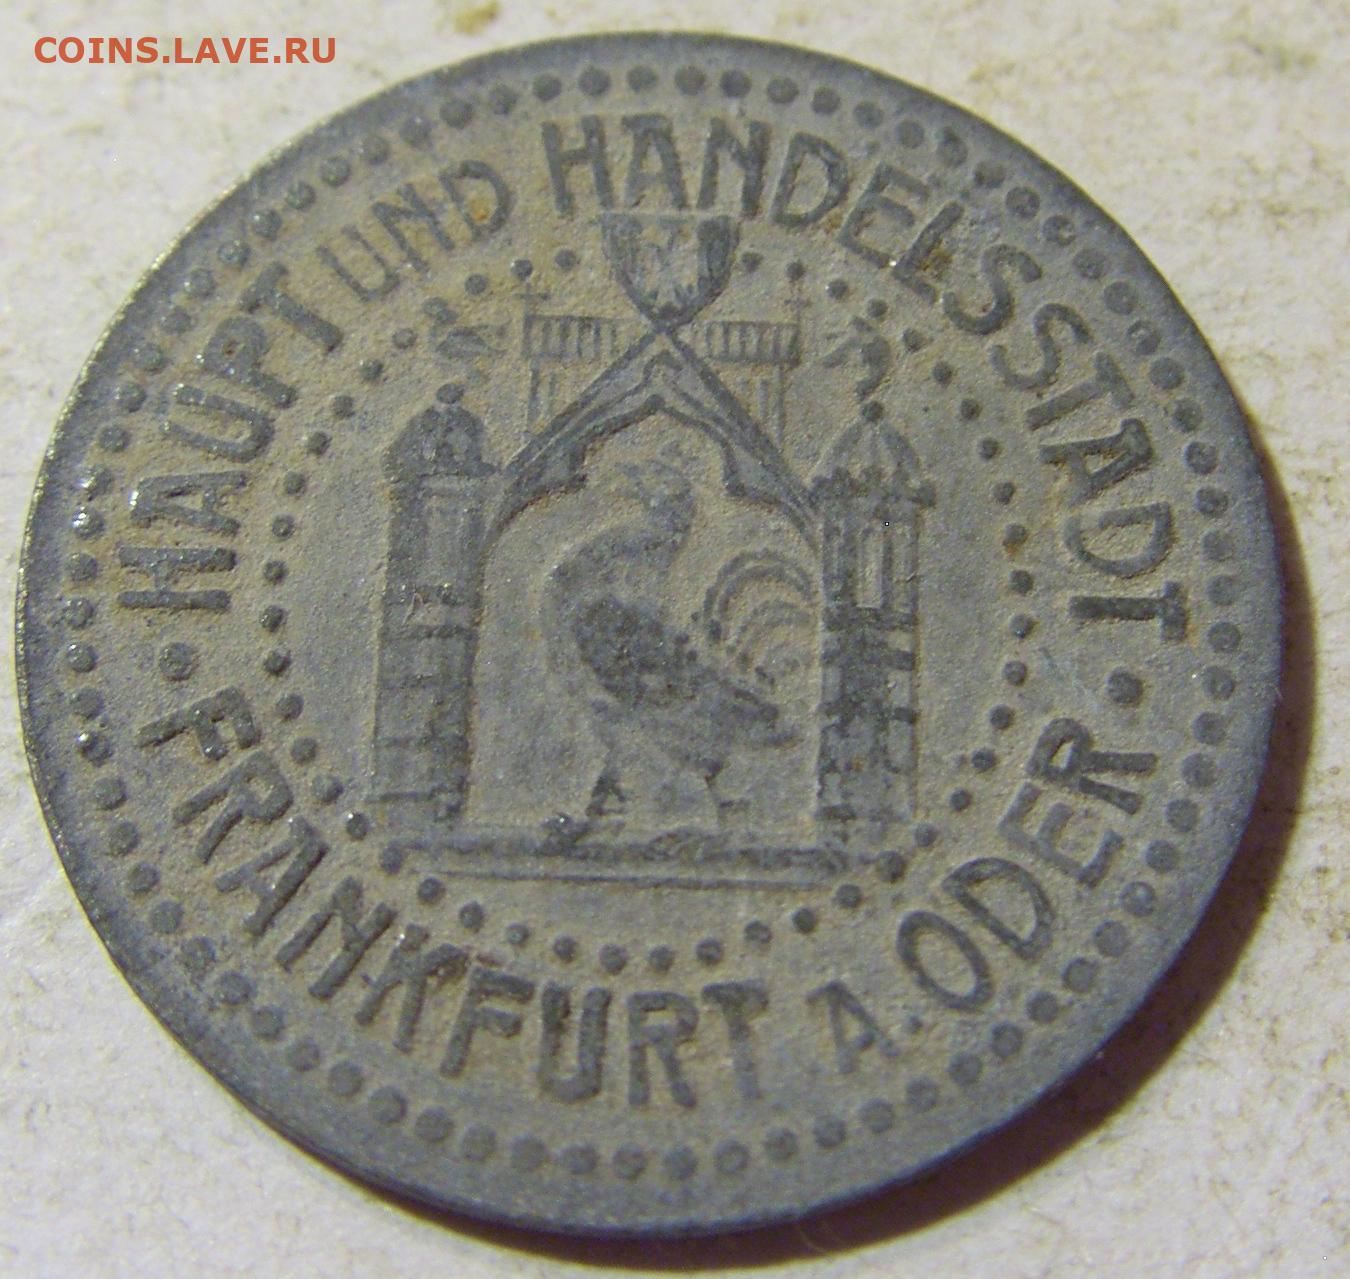 COINS.LAVE.RU
HAUPT UND HANDELSSTADT
FRANKFURT A. ODER